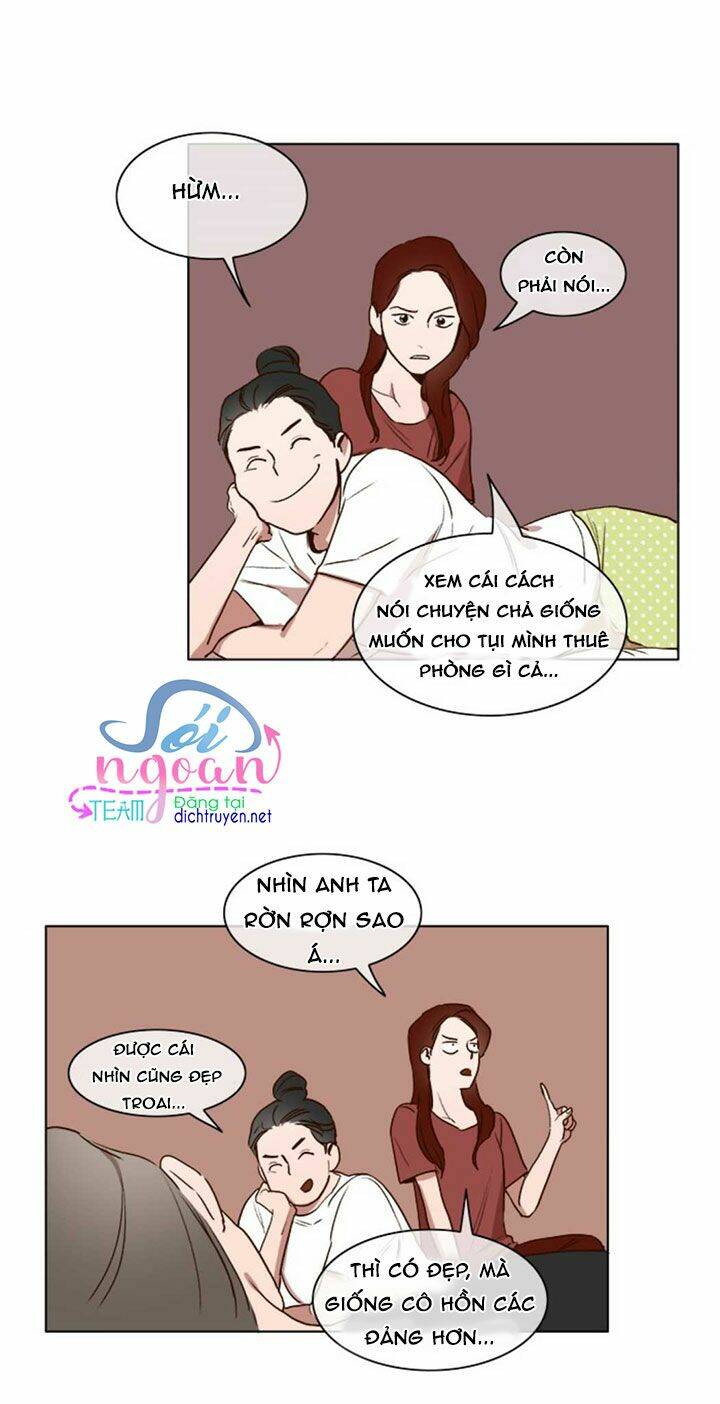 HỪM...
CÒN
PHẢI NÓI...
XEM CÁI CÁCH
NÓI CHUYỆN CHẢ GIỐNG
MUỐN CHO TỤI MÌNH THUÊ
PHÒNG GÌ CẢ...
Sói
ngoan
TEAM
Đăng tại
dichtruyen.net
NHÌN ANH TA
RỜN RỢN SAO
Á...
ĐƯỢC CÁI
NHÌN CŨNG ĐẸP
TROAI...
THÌ CÓ ĐẸP, MÀ
GIỐNG CÔ HỒN CÁC
ĐẢNG HƠN...